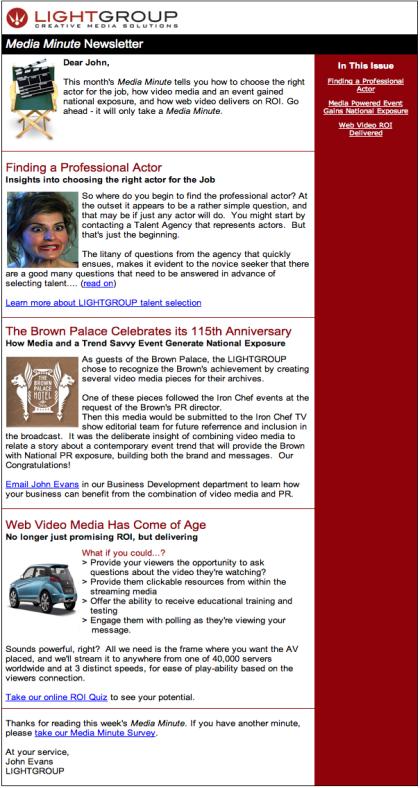 LIGHTGROUP
CREATIVE MEDIA SOLUTIONS
Media Minute Newsletter
Dear John,
This month's Media Minute tells you how to choose the right
actor for the job, how video media and an event gained
national exposure, and how web video delivers on ROI. Go
ahead - it will only take a Media Minute.
In This Issue
Finding a Professional
Actor
Media Powered Event
Gains National Exposure
Web Video ROI
Delivered
Finding a Professional Actor
Insights into choosing the right actor for the Job
So where do you begin to find the professional actor? At
the outset it appears to be a rather simple question, and
that may be if just any actor will do. You might start by
contacting a Talent Agency that represents actors. But
that's just the beginning.
The litany of questions from the agency that quickly
ensues, makes it evident to the novice seeker that there
are a good many questions that need to be answered in advance of
selecting talent.... (read on)
Learn more about LIGHTGROUP talent selection
The Brown Palace Celebrates its 115th Anniversary
How Media and a Trend Savvy Event Generate National Exposure
THE
BROWN
PALACE
HOTEL
As guests of the Brown Palace, the LIGHTGROUP
chose to recognize the Brown's achievement by creating
several video media pieces for their archives.
One of these pieces followed the Iron Chef events at the
request of the Brown's PR director.
Then this media would be submitted to the Iron Chef TV
show editorial team for future referrence and inclusion in
the broadcast. It was the deliberate insight of combining video media to
relate a story about a contemporary event trend that will provide the Brown
with National PR exposure, building both the brand and messages. Our
Congratulations!
Email John Evans in our Business Development department to learn how
your business can benefit from the combination of video media and PR.
Web Video Media Has Come of Age
No longer just promising ROI, but delivering
What if you could...?
> Provide your viewers the opportunity to ask
questions about the video they're watching?
> Provide them clickable resources from within the
streaming media
> Offer the ability to receive educational training and
testing
> Engage them with polling as they're viewing your
message.
Sounds powerful, right? All we need is the frame where you want the AV
placed, and we'll stream it to anywhere from one of 40,000 servers
worldwide and at 3 distinct speeds, for ease of play-ability based on the
viewers connection.
Take our online ROI Quiz to see your potential.
Thanks for reading this week's Media Minute. If you have another minute,
please take our Media Minute Survey.
At your service,
John Evans
LIGHTGROUP